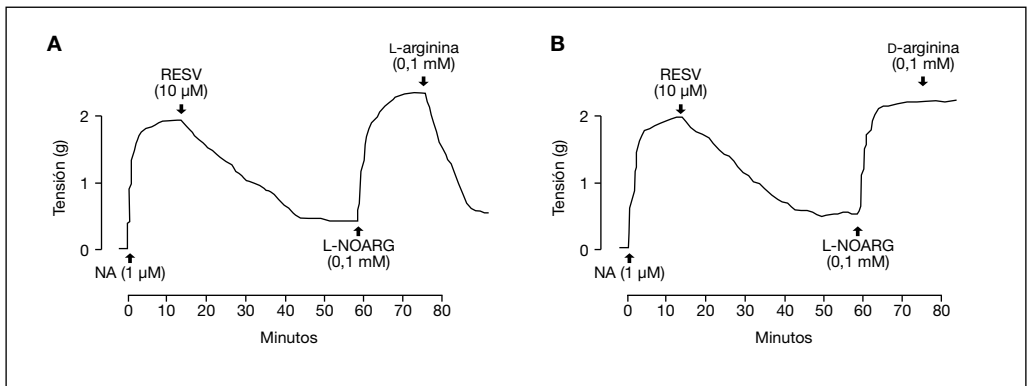 A
RESV
(10 µM)
L-arginina
(0,1 mM)
2
1
0
Tensión (g)
NA (1 µM)
L-NOARG
(0,1 mM)
0 10 20 30 40 50 60 70 80
Minutos
B
RESV
(10 µM)
D-arginina
(0,1 mM)
2
1
0
Tensión (g)
NA (1 µM)
L-NOARG
(0,1 mM)
0 10 20 30 40 50 60 70 80
Minutos